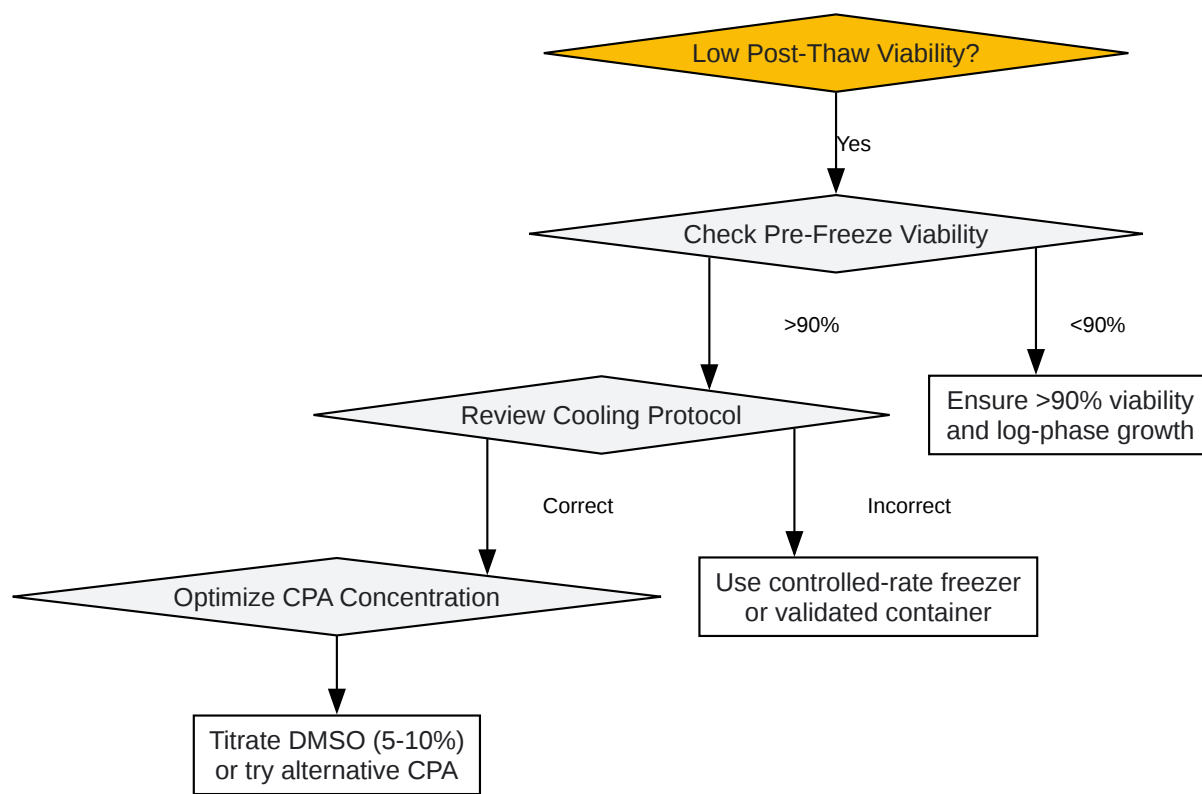 Low Post-Thaw Viability?
Yes
Check Pre-Freeze Viability
>90%
<90%
Ensure >90% viability
and log-phase growth
Review Cooling Protocol
Correct
Incorrect
Use controlled-rate freezer
or validated container
Optimize CPA Concentration
Titrate DMSO (5-10%)
or try alternative CPA